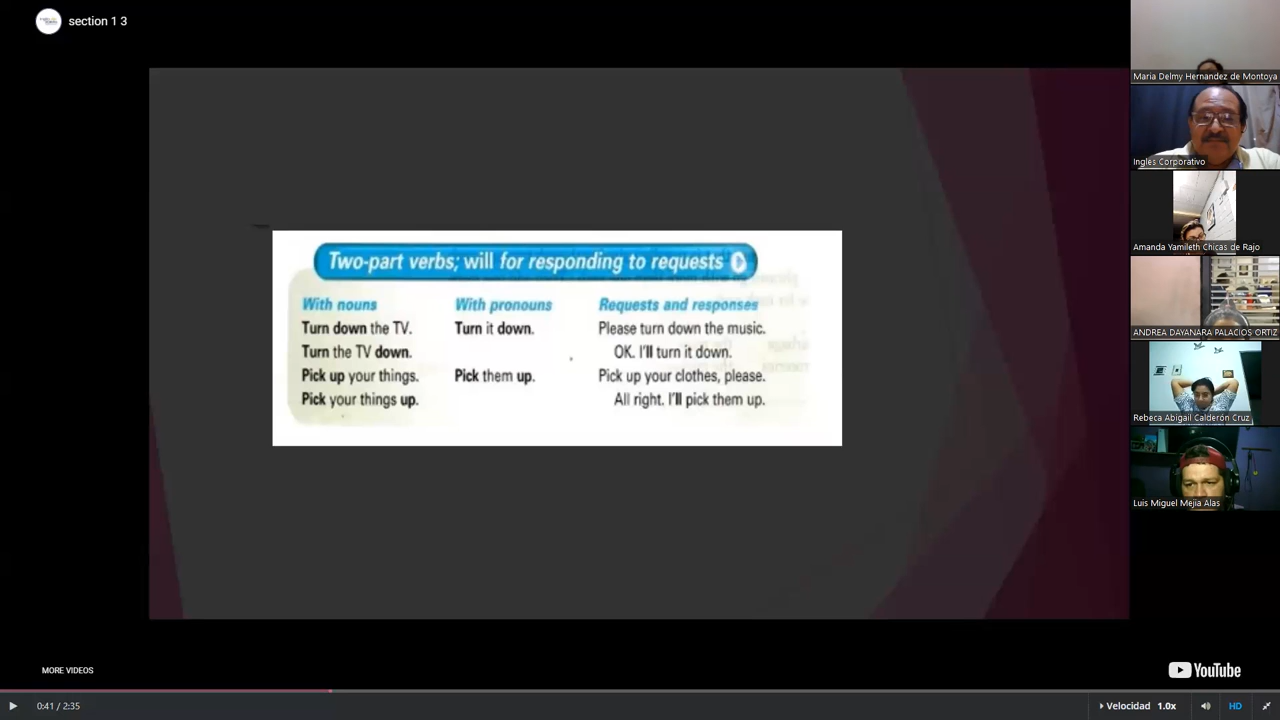 section 1 3
Maria Delmy Hernandez de Montoya
Inglés Corporativo
Amanda Yamileth Chicas de Rajo
ANDREA DAYANARA PALACIOS ORTIZ
Rebeca Abigail Calderón Cruz
Luis Miguel Mejia Alas
Two-part verbs; will for responding to requests
With nouns With pronouns Requests and responses
Turn down the TV. Turn it down. Please turn down the music.
Turn the TV down. OK. I'll turn it down.
Pick up your things. Pick them up. Pick up your clothes, please.
Pick your things up. All right. I'll pick them up.
MORE VIDEOS
YouTube
0:41 / 2:35
Velocidad 1.0x
HD